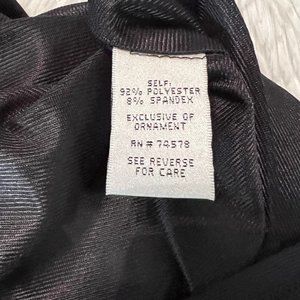 SELF:
92% POLYESTER
8% SPANDEX
EXCLUSIVE OF
ORNAMENT
RN # 74578
SEE REVERSE
FOR CARE